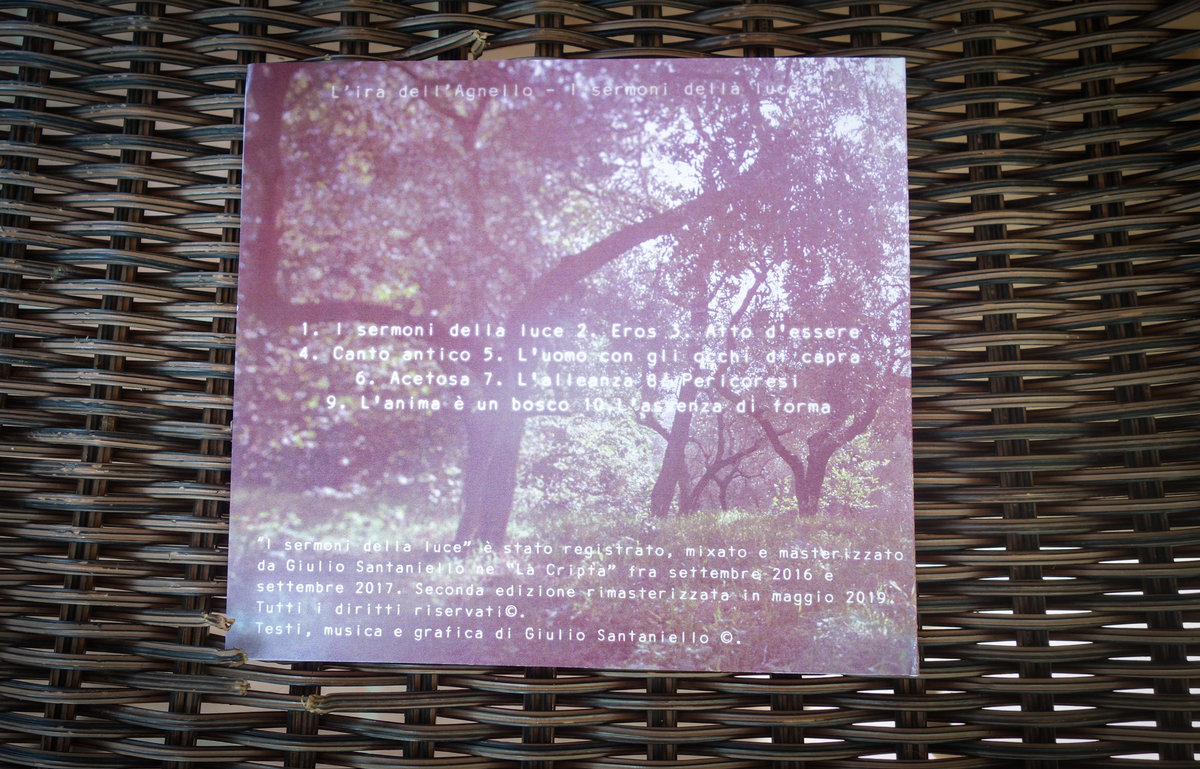 L'ira dell'Agnello - I sermoni della luce
1. I sermoni della luce 2. Eros 3. Atto d'essere
4. Canto antico 5. L'uomo con gli occhi di capra
6. Acetosa 7. L'alleanza 8. Pericoresi
9. L'anima è un bosco 10.L'assenza di forma
"I sermoni della luce" è stato registrato, mixato e masterizzato
da Giulio Santaniello ne "La Cripta" fra settembre 2016 e
settembre 2017. Seconda edizione rimasterizzata in maggio 2019.
Tutti i diritti riservati©.
Testi, musica e grafica di Giulio Santaniello ©.